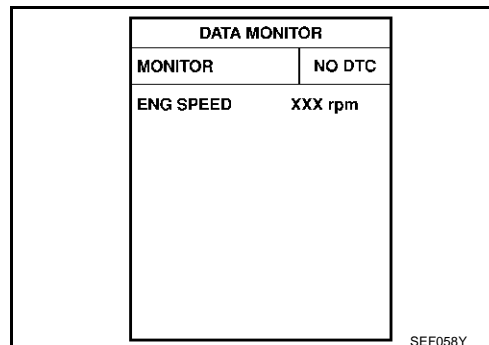 DATA MONITOR
MONITOR NO DTC
ENG SPEED XXX rpm
SEF058Y